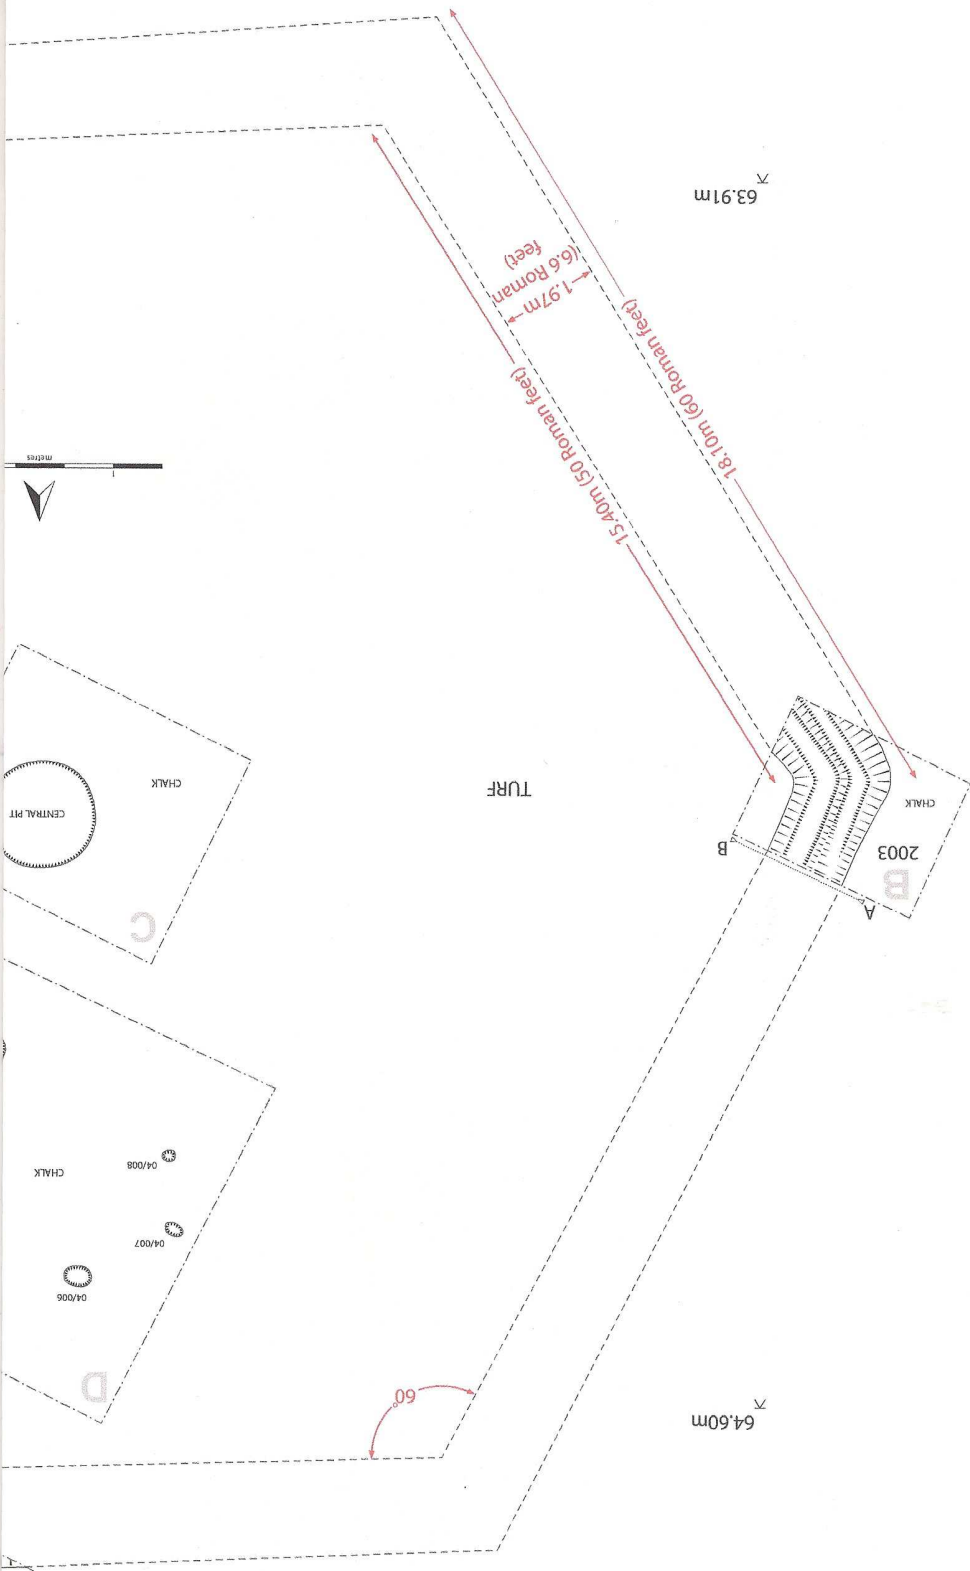 64.60m
60°
D
04/006
04/007
04/008
CHALK
A
B
2003
CHALK
B
C
CENTRAL PIT
CHALK
TURF
1
metres
18.10m (60 Roman feet)
15.40m (50 Roman feet)
1.97m
(6.6 Roman
feet)
63.91m